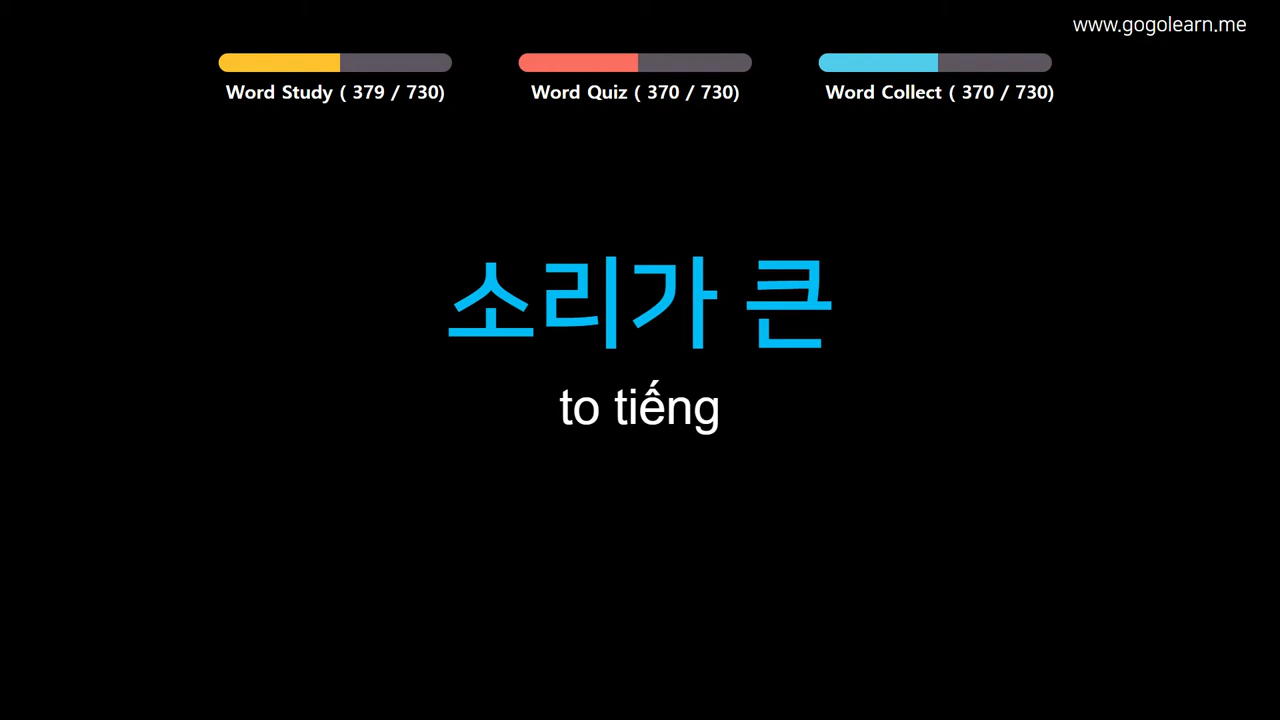 www.gogolearn.me
Word Study ( 379 / 730)
Word Quiz ( 370 / 730)
Word Collect ( 370 / 730)
소리가 큰
to tiếng